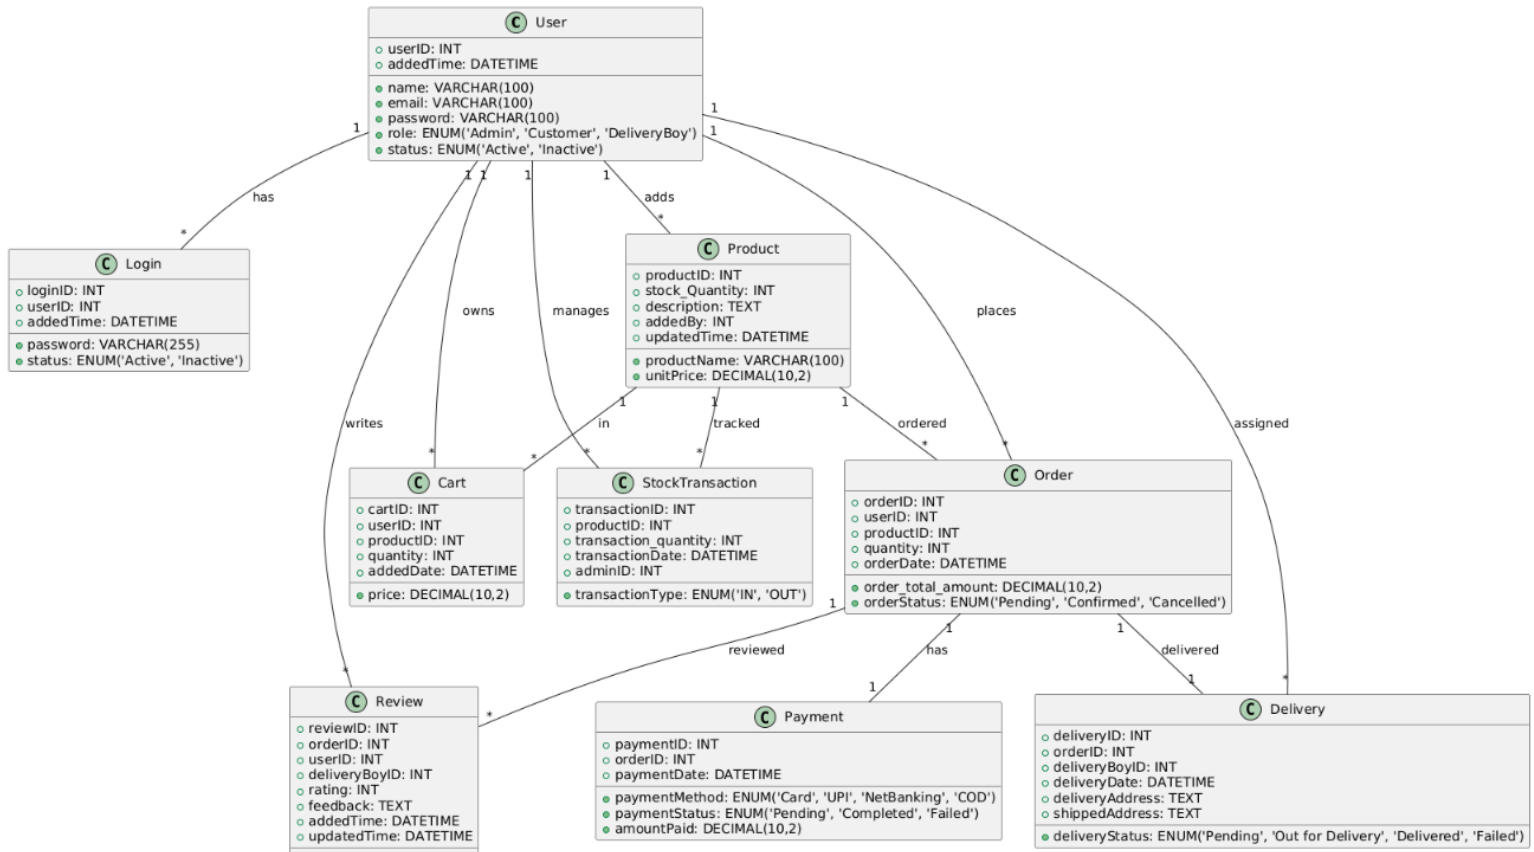 C User
userID: INT
addedTime: DATETIME
name: VARCHAR(100)
email: VARCHAR(100)
password: VARCHAR(100)
role: ENUM('Admin', 'Customer', 'DeliveryBoy')
status: ENUM('Active', 'Inactive')
1
1
1
1 1
1
1
has
adds
*
*
C Login
loginID: INT
userID: INT
addedTime: DATETIME
password: VARCHAR(255)
status: ENUM('Active', 'Inactive')
C Product
productID: INT
stock_Quantity: INT
description: TEXT
addedBy: INT
updatedTime: DATETIME
productName: VARCHAR(100)
unitPrice: DECIMAL(10,2)
owns
manages
places
1
1
1
writes
in
tracked
ordered
assigned
*
*
*
*
*
*
C Cart
cartID: INT
userID: INT
productID: INT
quantity: INT
addedDate: DATETIME
price: DECIMAL(10,2)
C StockTransaction
transactionID: INT
productID: INT
transaction_quantity: INT
transactionDate: DATETIME
adminID: INT
transactionType: ENUM('IN', 'OUT')
C Order
orderID: INT
userID: INT
productID: INT
quantity: INT
orderDate: DATETIME
order_total_amount: DECIMAL(10,2)
orderStatus: ENUM('Pending', 'Confirmed', 'Cancelled')
1
1
1
reviewed
has
delivered
*
*
1
1
*
C Review
reviewID: INT
orderID: INT
userID: INT
deliveryBoyID: INT
rating: INT
feedback: TEXT
addedTime: DATETIME
updatedTime: DATETIME
C Payment
paymentID: INT
orderID: INT
paymentDate: DATETIME
paymentMethod: ENUM('Card', 'UPI', 'NetBanking', 'COD')
paymentStatus: ENUM('Pending', 'Completed', 'Failed')
amountPaid: DECIMAL(10,2)
C Delivery
deliveryID: INT
orderID: INT
deliveryBoyID: INT
deliveryDate: DATETIME
deliveryAddress: TEXT
shippedAddress: TEXT
deliveryStatus: ENUM('Pending', 'Out for Delivery', 'Delivered', 'Failed')